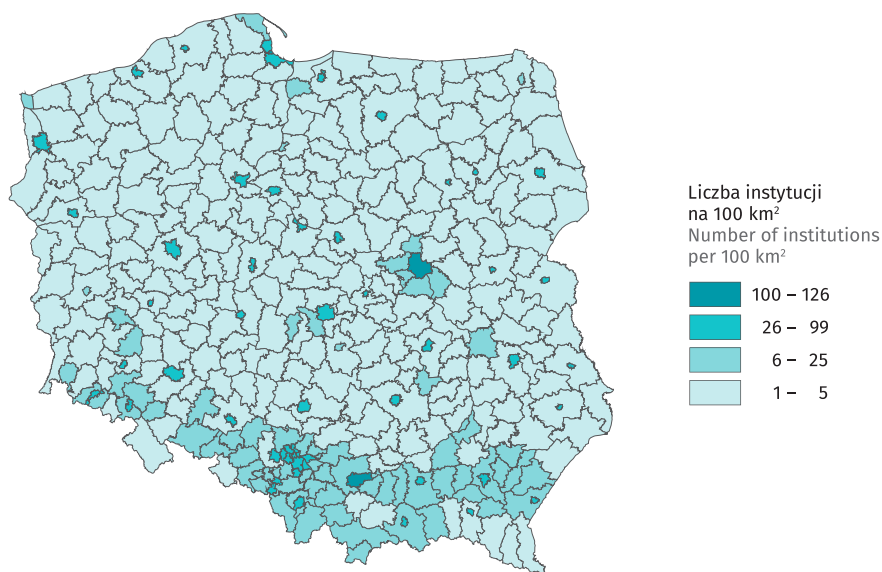 Liczba instytucji
na 100 km²
Number of institutions
per 100 km²
100 – 126
26 – 99
6 – 25
1 – 5